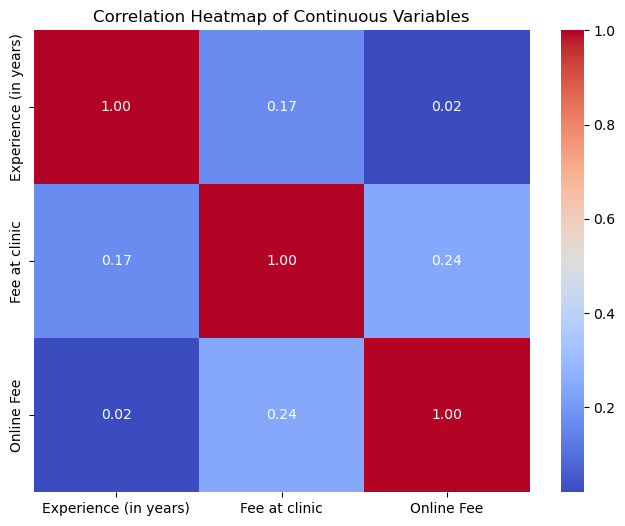 Correlation Heatmap of Continuous Variables
Experience (in years)
1.00
0.17
0.02
Fee at clinic
0.17
1.00
0.24
Online Fee
0.02
0.24
1.00
Experience (in years)
Fee at clinic
Online Fee
1.0
0.8
0.6
0.4
0.2